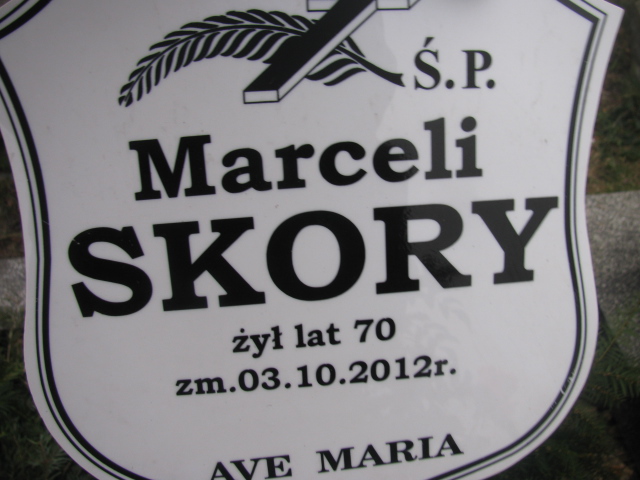 Ś.P.
Marceli
SKORY
żył lat 70
zm.03.10.2012r.
AVE MARIA